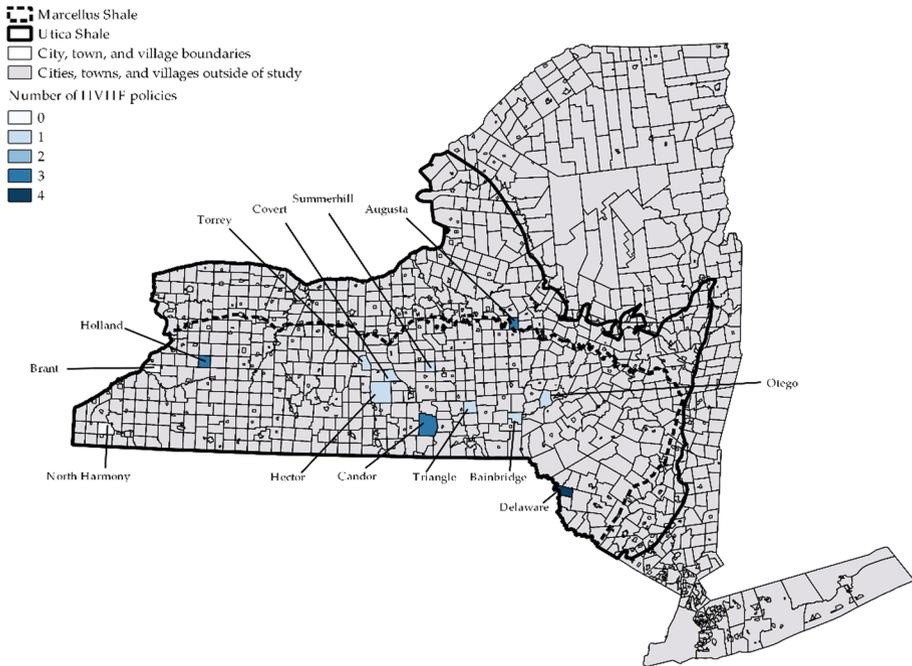 Marcellus Shale
Utica Shale
City, town, and village boundaries
Cities, towns, and villages outside of study
Number of HVHF policies
0
1
2
3
4
Summerhill
Covert
Augusta
Torrey
Holland
Brant
Otego
North Harmony
Hector
Candor
Triangle
Bainbridge
Delaware